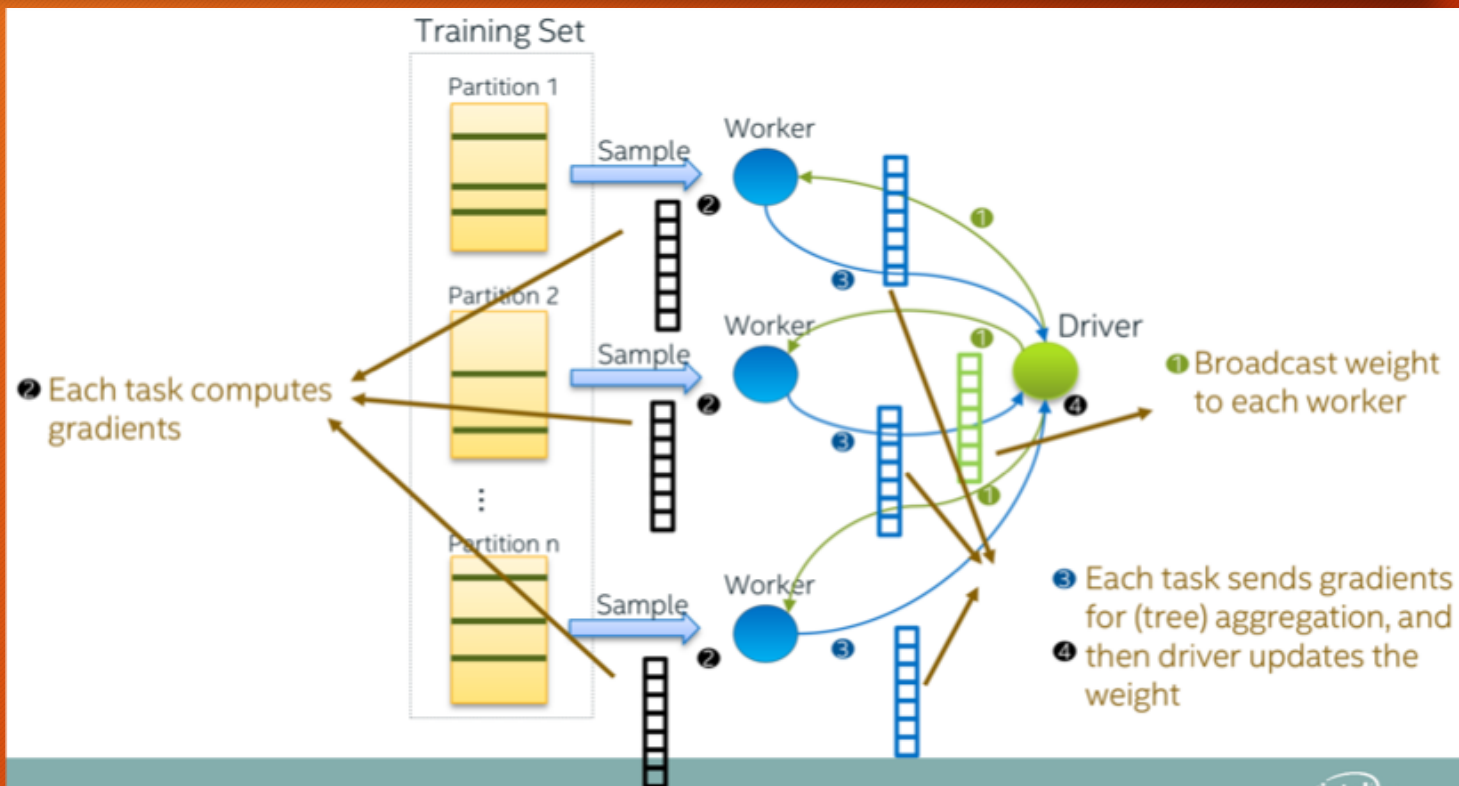 Training Set
Partition 1
Sample
Worker
❷
❶
❸
Partition 2
Sample
Worker
❷
❶
❸
Driver
❹
❶
❶ Broadcast weight
to each worker
❷ Each task computes
gradients
⋮
Partition n
Sample
Worker
❷
❸
❸ Each task sends gradients
for (tree) aggregation, and
❹ then driver updates the
weight